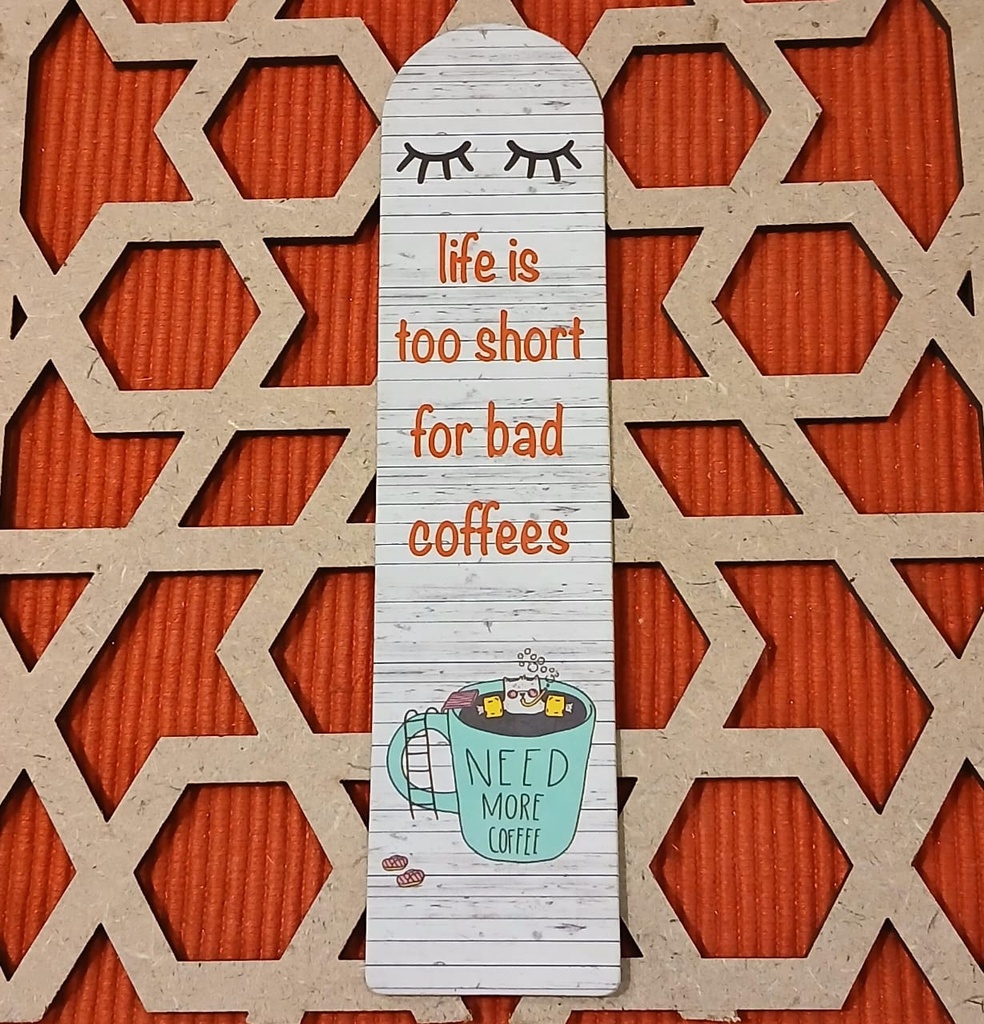 life is
too short
for bad
coffees
NEED
MORE
COFFEE